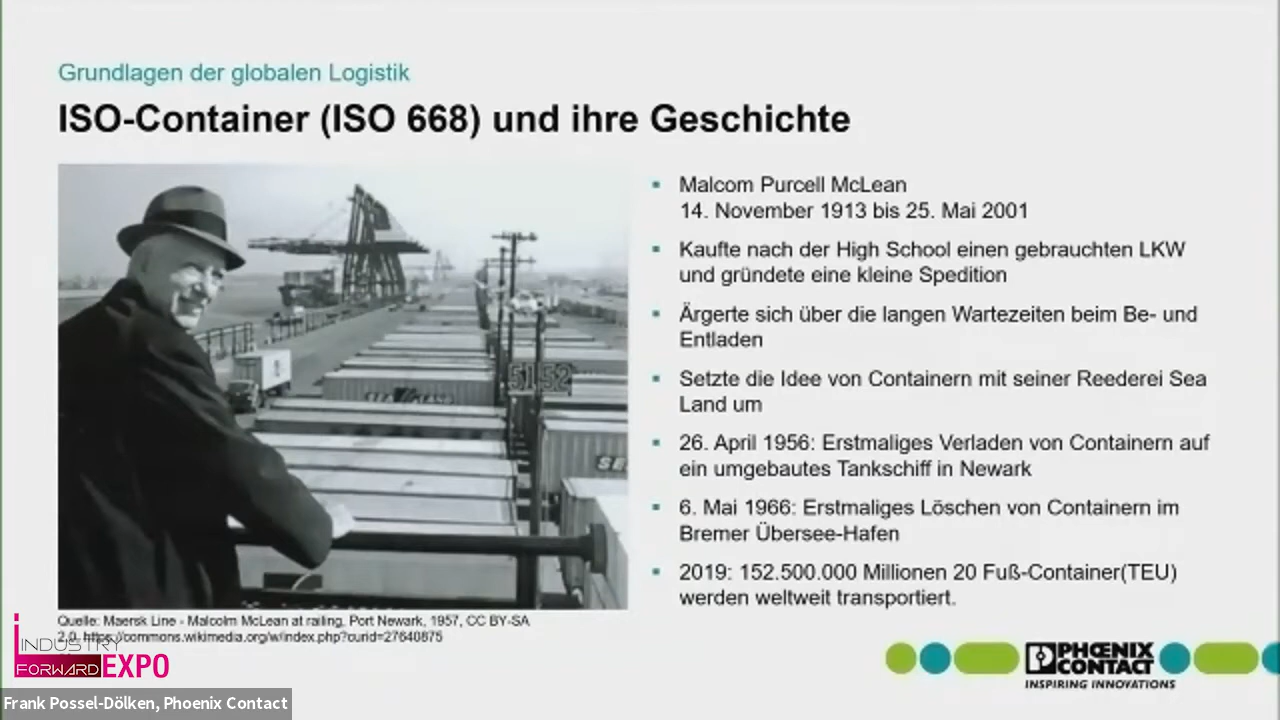 Grundlagen der globalen Logistik
ISO-Container (ISO 668) und ihre Geschichte
Malcom Purcell McLean
14. November 1913 bis 25. Mai 2001
Kaufte nach der High School einen gebrauchten LKW
und gründete eine kleine Spedition
Ärgerte sich über die langen Wartezeiten beim Be- und
Entladen
Setzte die Idee von Containern mit seiner Reederei Sea
Land um
26. April 1956: Erstmaliges Verladen von Containern auf
ein umgebautes Tankschiff in Newark
6. Mai 1966: Erstmaliges Löschen von Containern im
Bremer Übersee-Hafen
2019: 152.500.000 Millionen 20 Fuß-Container(TEU)
werden weltweit transportiert.
51 52
SE
Quelle: Maersk Line - Malcolm McLean at railing, Port Newark, 1957, CC BY-SA
2.0, https://commons.wikimedia.org/w/index.php?curid=27640875
INDUSTRY
FORWARD EXPO
PHŒNIX
CONTACT
INSPIRING INNOVATIONS
Frank Possel-Dölken, Phoenix Contact